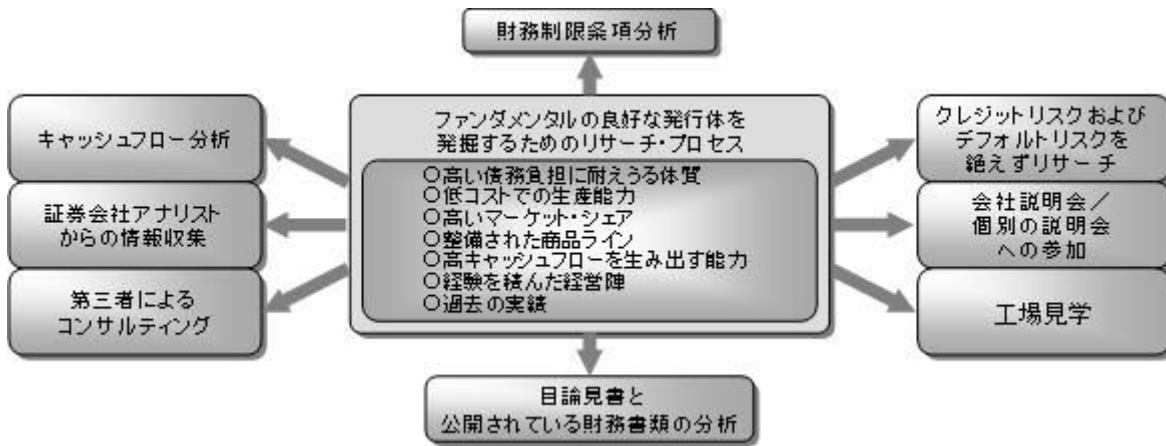 財務制限条項分析
キャッシュフロー分析
証券会社アナリスト
からの情報収集
第三者による
コンサルティング
ファンダメンタルの良好な発行体を
発掘するためのリサーチ・プロセス
○高い債務負担に耐えうる体質
○低コストでの生産能力
○高いマーケット・シェア
○整備された商品ライン
○高キャッシュフローを生み出す能力
○経験を積んだ経営陣
○過去の実績
クレジットリスクおよび
デフォルトリスクを
絶えずリサーチ
会社説明会／
個別の説明会
への参加
工場見学
目論見書と
公開されている財務書類の分析